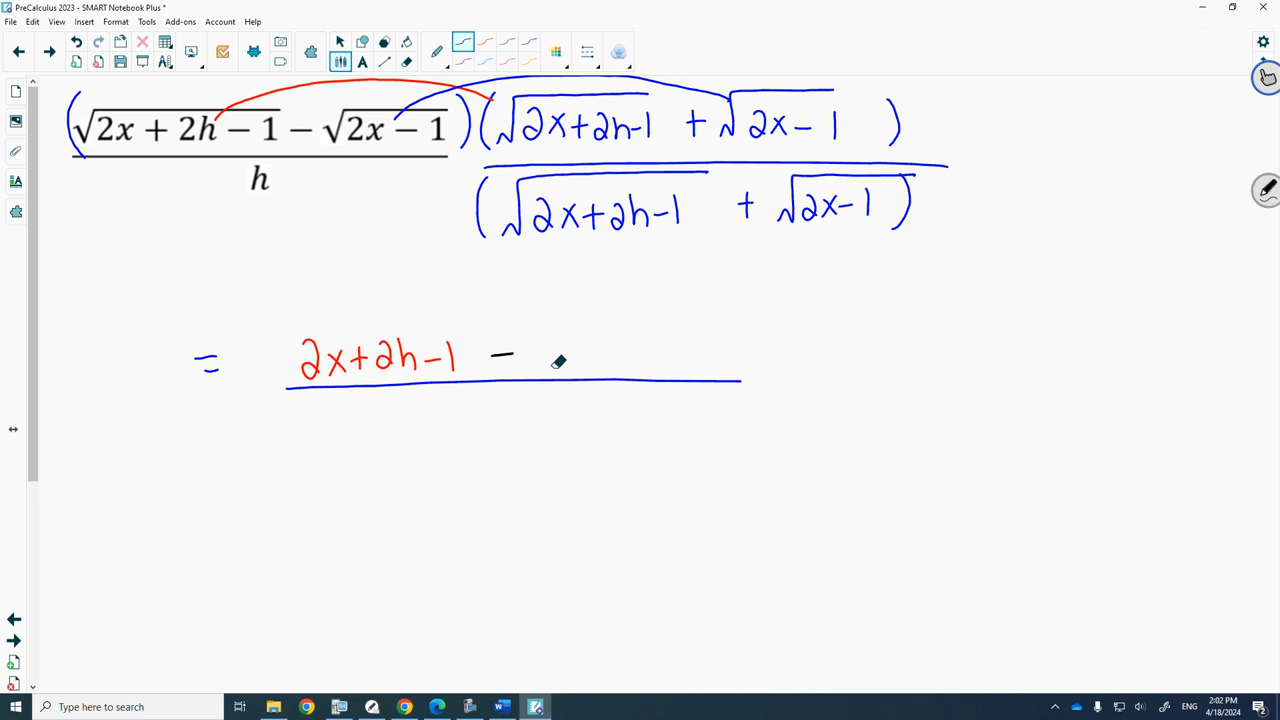 PreCalculus 2023 - SMART Notebook Plus *
File Edit View Insert Format Tools Add-ons Account Help
(√(2x + 2h − 1) − √(2x − 1)) (√(2x+2h-1) + √(2x-1))
h (√(2x+2h-1) + √(2x-1))
= 2x+2h-1 -
Type here to search
ENG
2:02 PM
4/18/2024
2